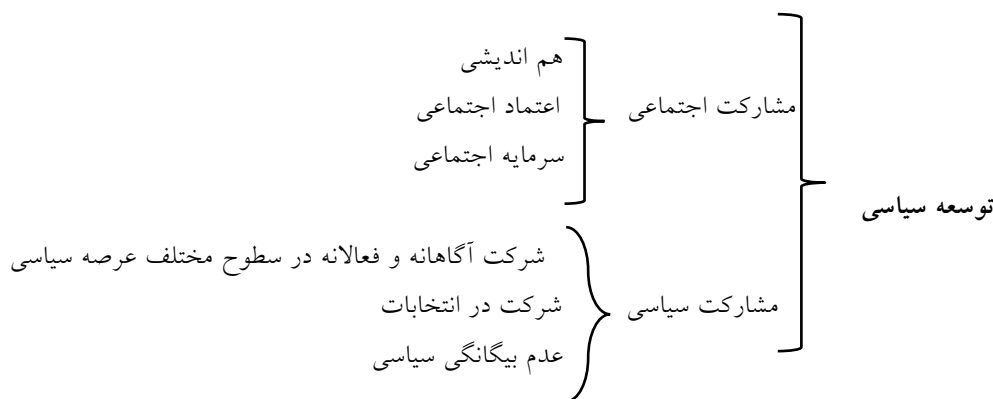 توسعه سیاسی
مشارکت اجتماعی
هم اندیشی
اعتماد اجتماعی
سرمایه اجتماعی
مشارکت سیاسی
شرکت آگاهانه و فعالانه در سطوح مختلف عرصه سیاسی
شرکت در انتخابات
عدم بیگانگی سیاسی